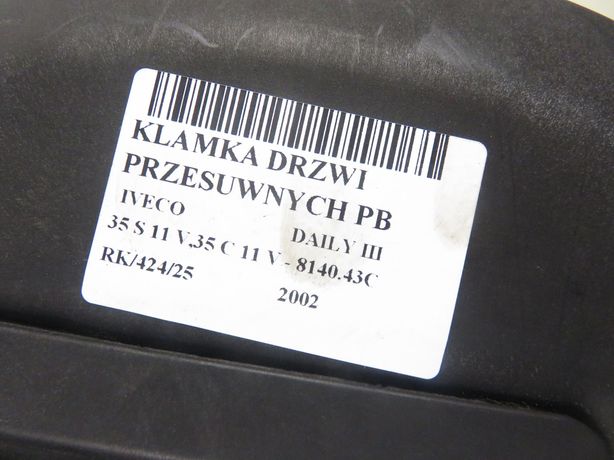 KLAMKA DRZWI
PRZESUWNYCH PB
IVECO DAILY III
35 S 11 V,35 C 11 V - 8140.43C
RK/424/25 2002